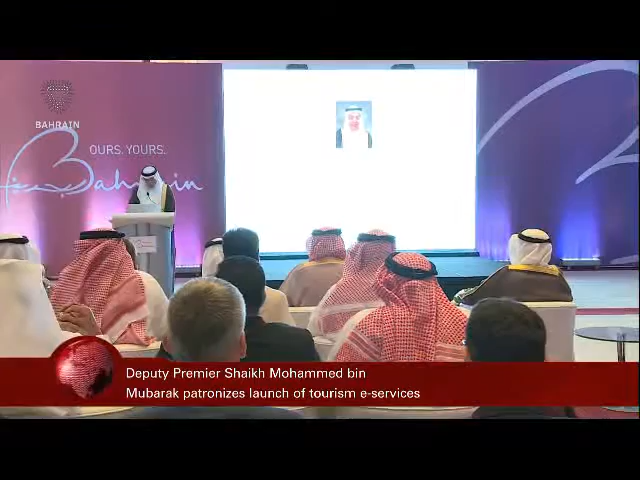 BAHRAIN
OURS. YOURS.
Bahrain
Deputy Premier Shaikh Mohammed bin
Mubarak patronizes launch of tourism e-services